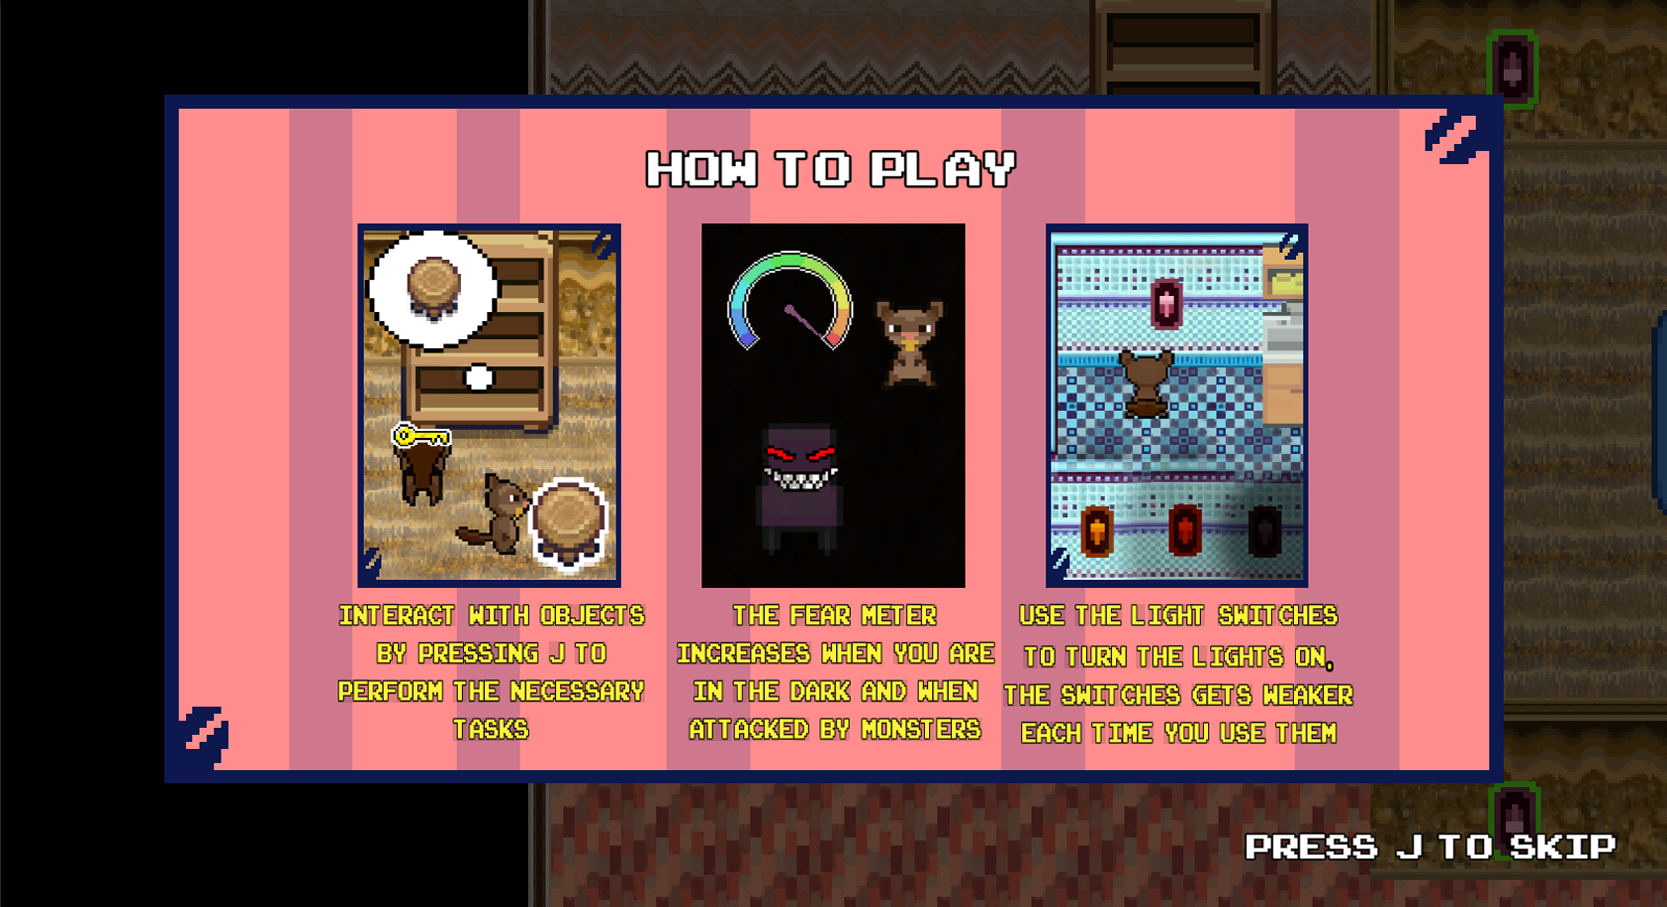 HOW TO PLAY
INTERACT WITH OBJECTS
BY PRESSING J TO
PERFORM THE NECESSARY
TASKS
THE FEAR METER
INCREASES WHEN YOU ARE
IN THE DARK AND WHEN
ATTACKED BY MONSTERS
USE THE LIGHT SWITCHES
TO TURN THE LIGHTS ON,
THE SWITCHES GETS WEAKER
EACH TIME YOU USE THEM
PRESS J TO SKIP